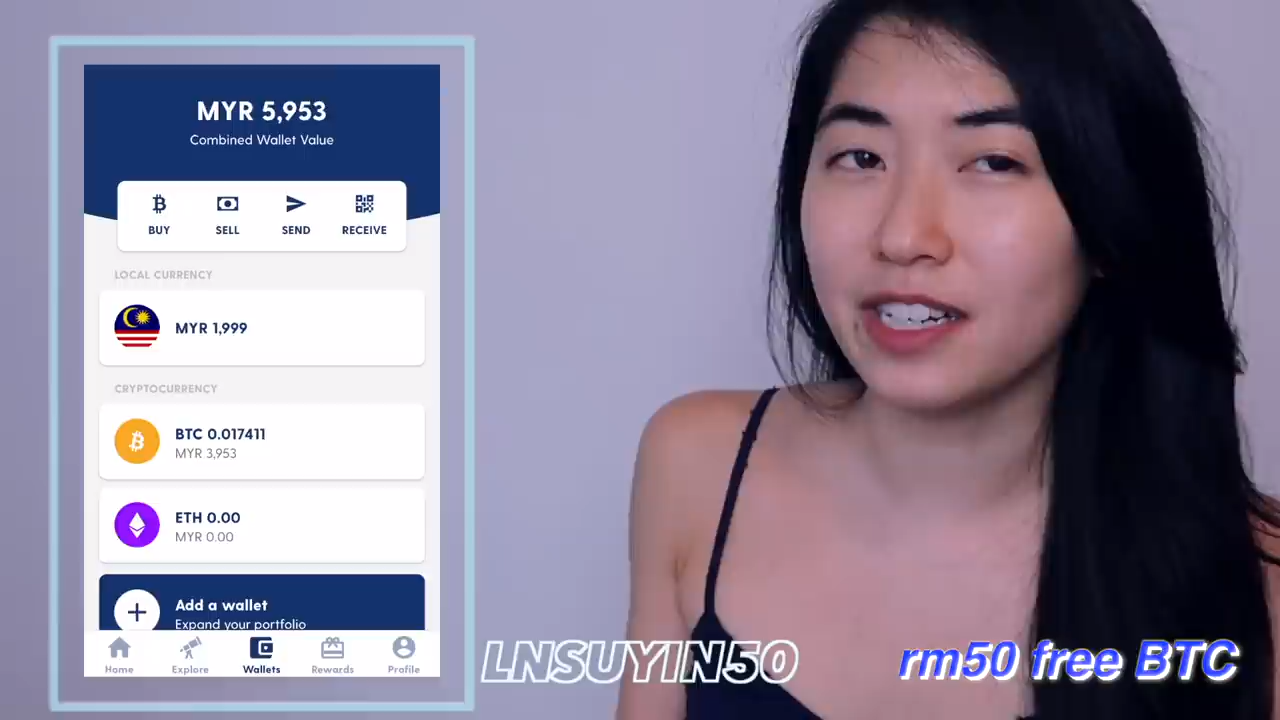 MYR 5,953
Combined Wallet Value
BUY SELL SEND RECEIVE
LOCAL CURRENCY
MYR 1,999
CRYPTOCURRENCY
BTC 0.017411
MYR 3,953
ETH 0.00
MYR 0.00
Add a wallet
Expand your portfolio
Home Explore Wallets Rewards Profile
LNSUYIN50
rm50 free BTC